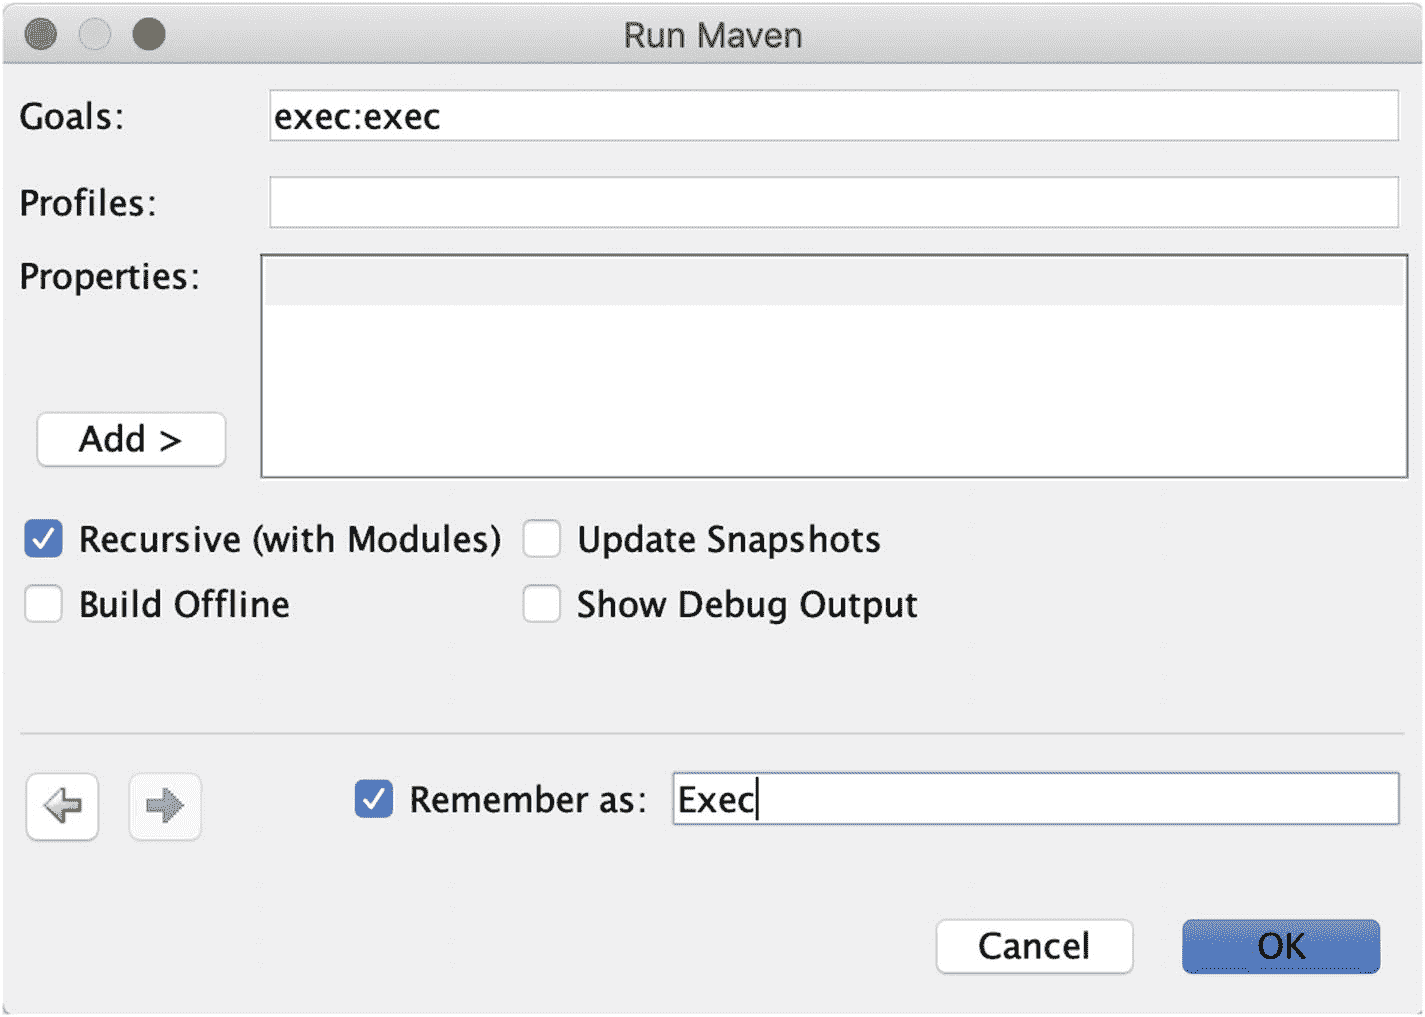 Run Maven
Goals: exec:exec
Profiles:
Properties:
Add >
Recursive (with Modules) Update Snapshots
Build Offline Show Debug Output
Remember as: Exec
Cancel OK